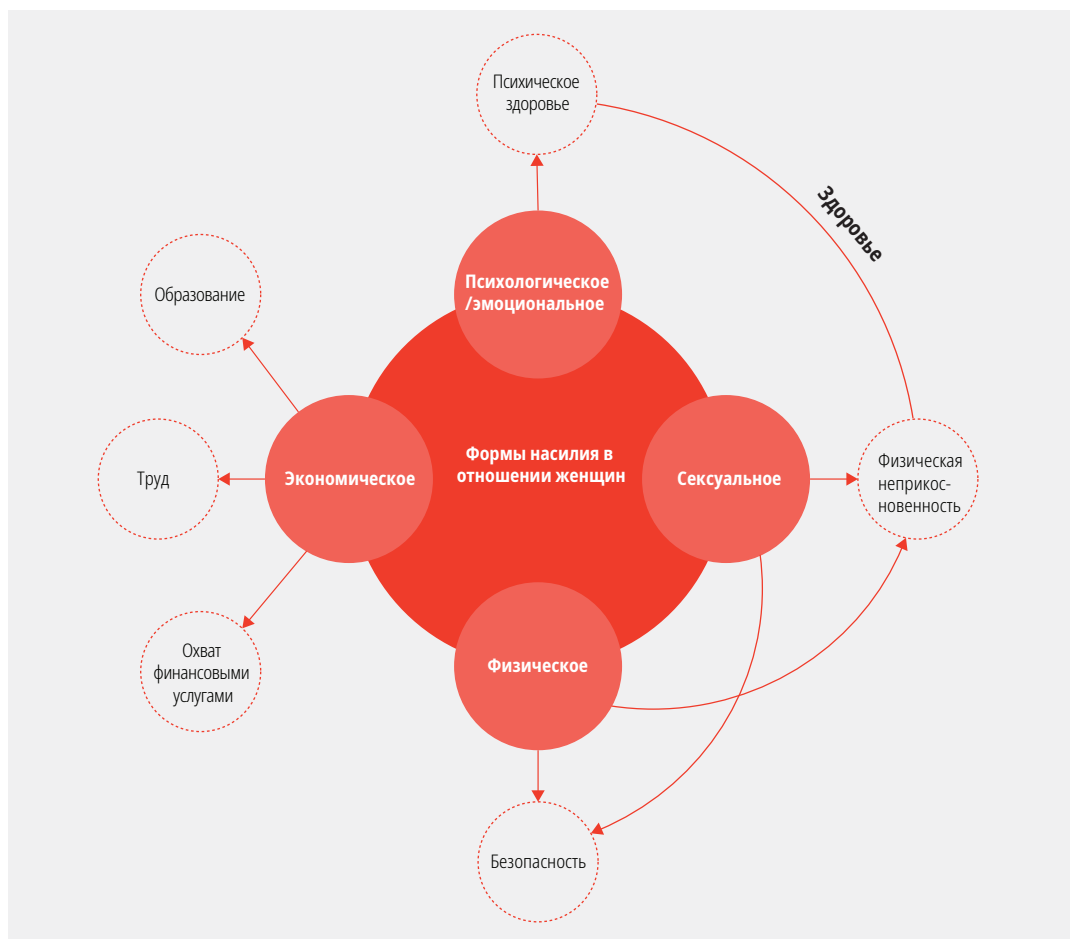 Психическое
здоровье
Здоровье
Психологическое
/эмоциональное
Образование
Формы насилия в
отношении женщин
Экономическое
Сексуальное
Труд
Физическая
неприкос-
новенность
Охват
финансовыми
услугами
Физическое
Безопасность